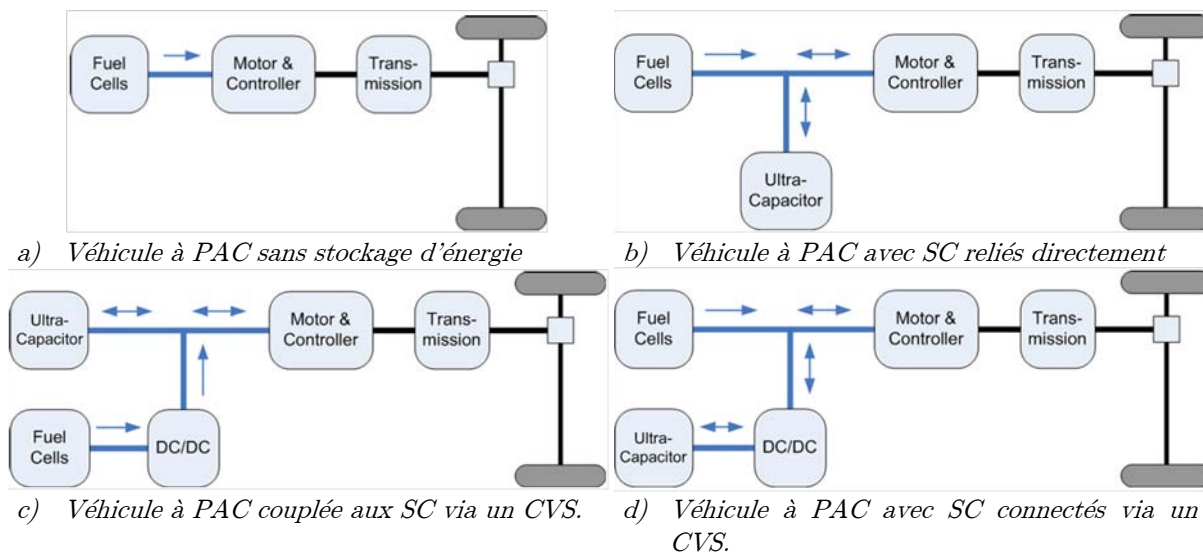 Fuel
Cells
Motor &
Controller
Trans-
mission
a) Véhicule à PAC sans stockage d'énergie
Fuel
Cells
Motor &
Controller
Trans-
mission
Ultra-
Capacitor
b) Véhicule à PAC avec SC reliés directement
Ultra-
Capacitor
Motor &
Controller
Trans-
mission
Fuel
Cells
DC/DC
c) Véhicule à PAC couplée aux SC via un CVS.
Fuel
Cells
Motor &
Controller
Trans-
mission
Ultra-
Capacitor
DC/DC
d) Véhicule à PAC avec SC connectés via un
CVS.